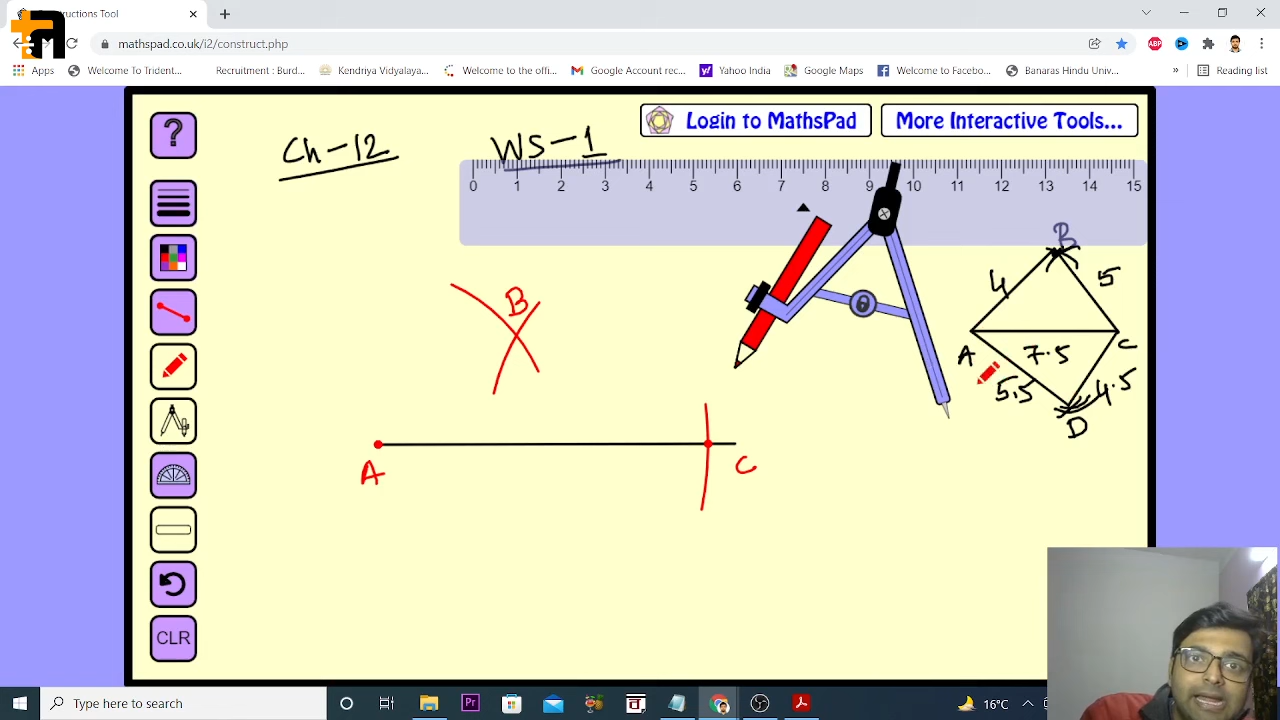 Constructions Tool
mathspad.co.uk/i2/construct.php
ABP
Apps
Welcome To Trident...
Recruitment : Burd...
Kendriya Vidyalaya...
Welcome to the offi...
Google Account rec...
Yahoo India
Google Maps
Welcome to Facebo...
Banaras Hindu Univ...
»
Reading list
?
Login to MathsPad
More Interactive Tools...
Ch-12
WS-1
0 1 2 3 4 5 6 7 8 9 10 11 12 13 14 15
B
4
5
A
7.5
C
5.5
4.5
D
B
A
C
CLR
Type here to search
Pr
16°C